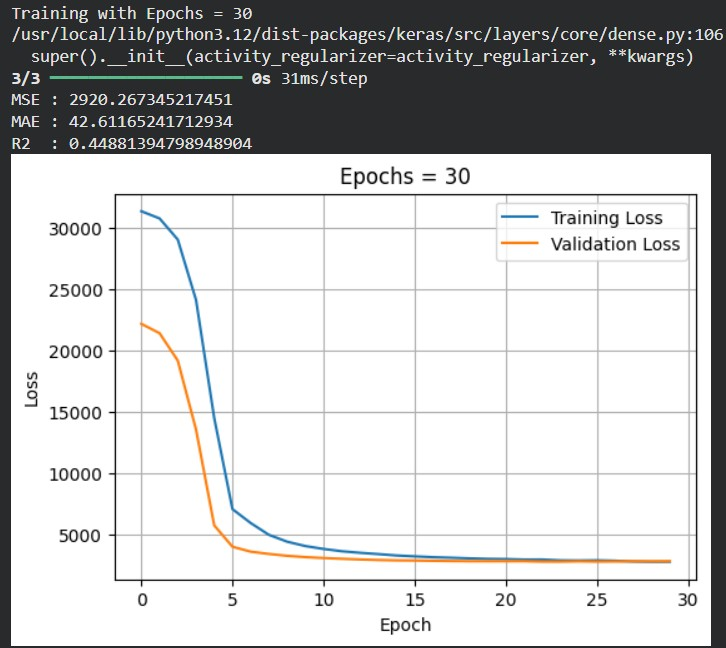 Training with Epochs = 30
/usr/local/lib/python3.12/dist-packages/keras/src/layers/core/dense.py:106
super().__init__(activity_regularizer=activity_regularizer, **kwargs)
3/3 ━━━━━━━━━━━━━━━━━━━━ 0s 31ms/step
MSE : 2920.267345217451
MAE : 42.61165241712934
R2  : 0.44881394798948904
Epochs = 30
Training Loss
Validation Loss
30000
25000
20000
15000
10000
5000
Loss
0 5 10 15 20 25 30
Epoch